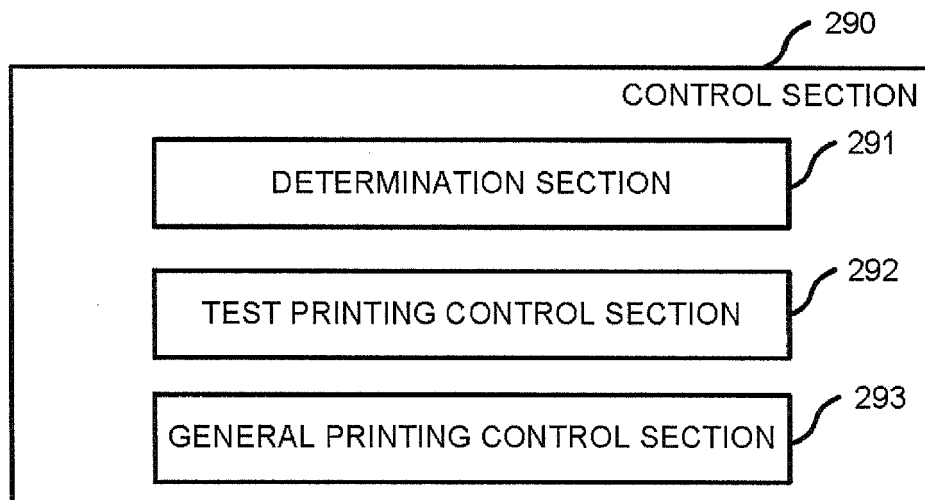 290
CONTROL SECTION
291
DETERMINATION SECTION
292
TEST PRINTING CONTROL SECTION
293
GENERAL PRINTING CONTROL SECTION